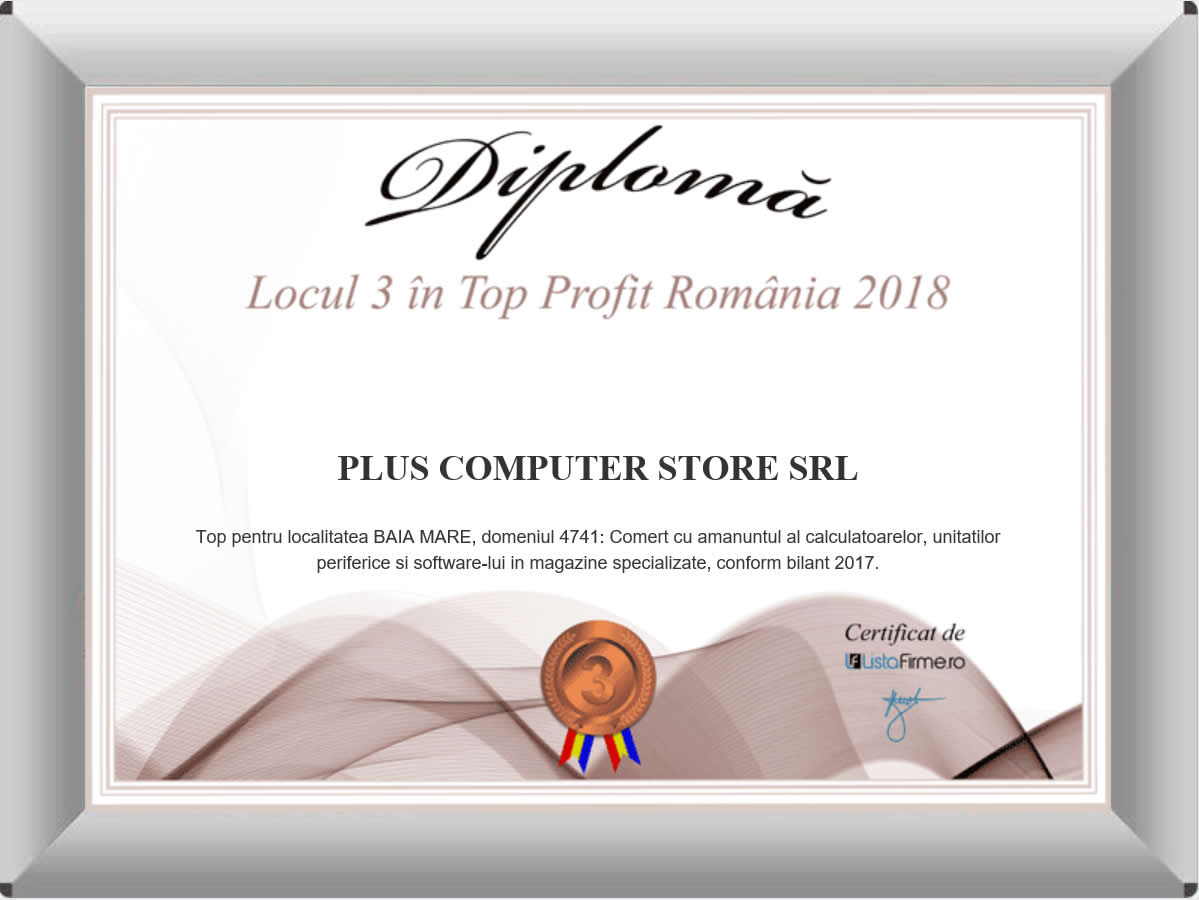 Diplomă
Locul 3 în Top Profit România 2018
PLUS COMPUTER STORE SRL
Top pentru localitatea BAIA MARE, domeniul 4741: Comert cu amanuntul al calculatoarelor, unitatilor
periferice si software-lui in magazine specializate, conform bilant 2017.
3
Certificat de
LF ListaFirme.ro